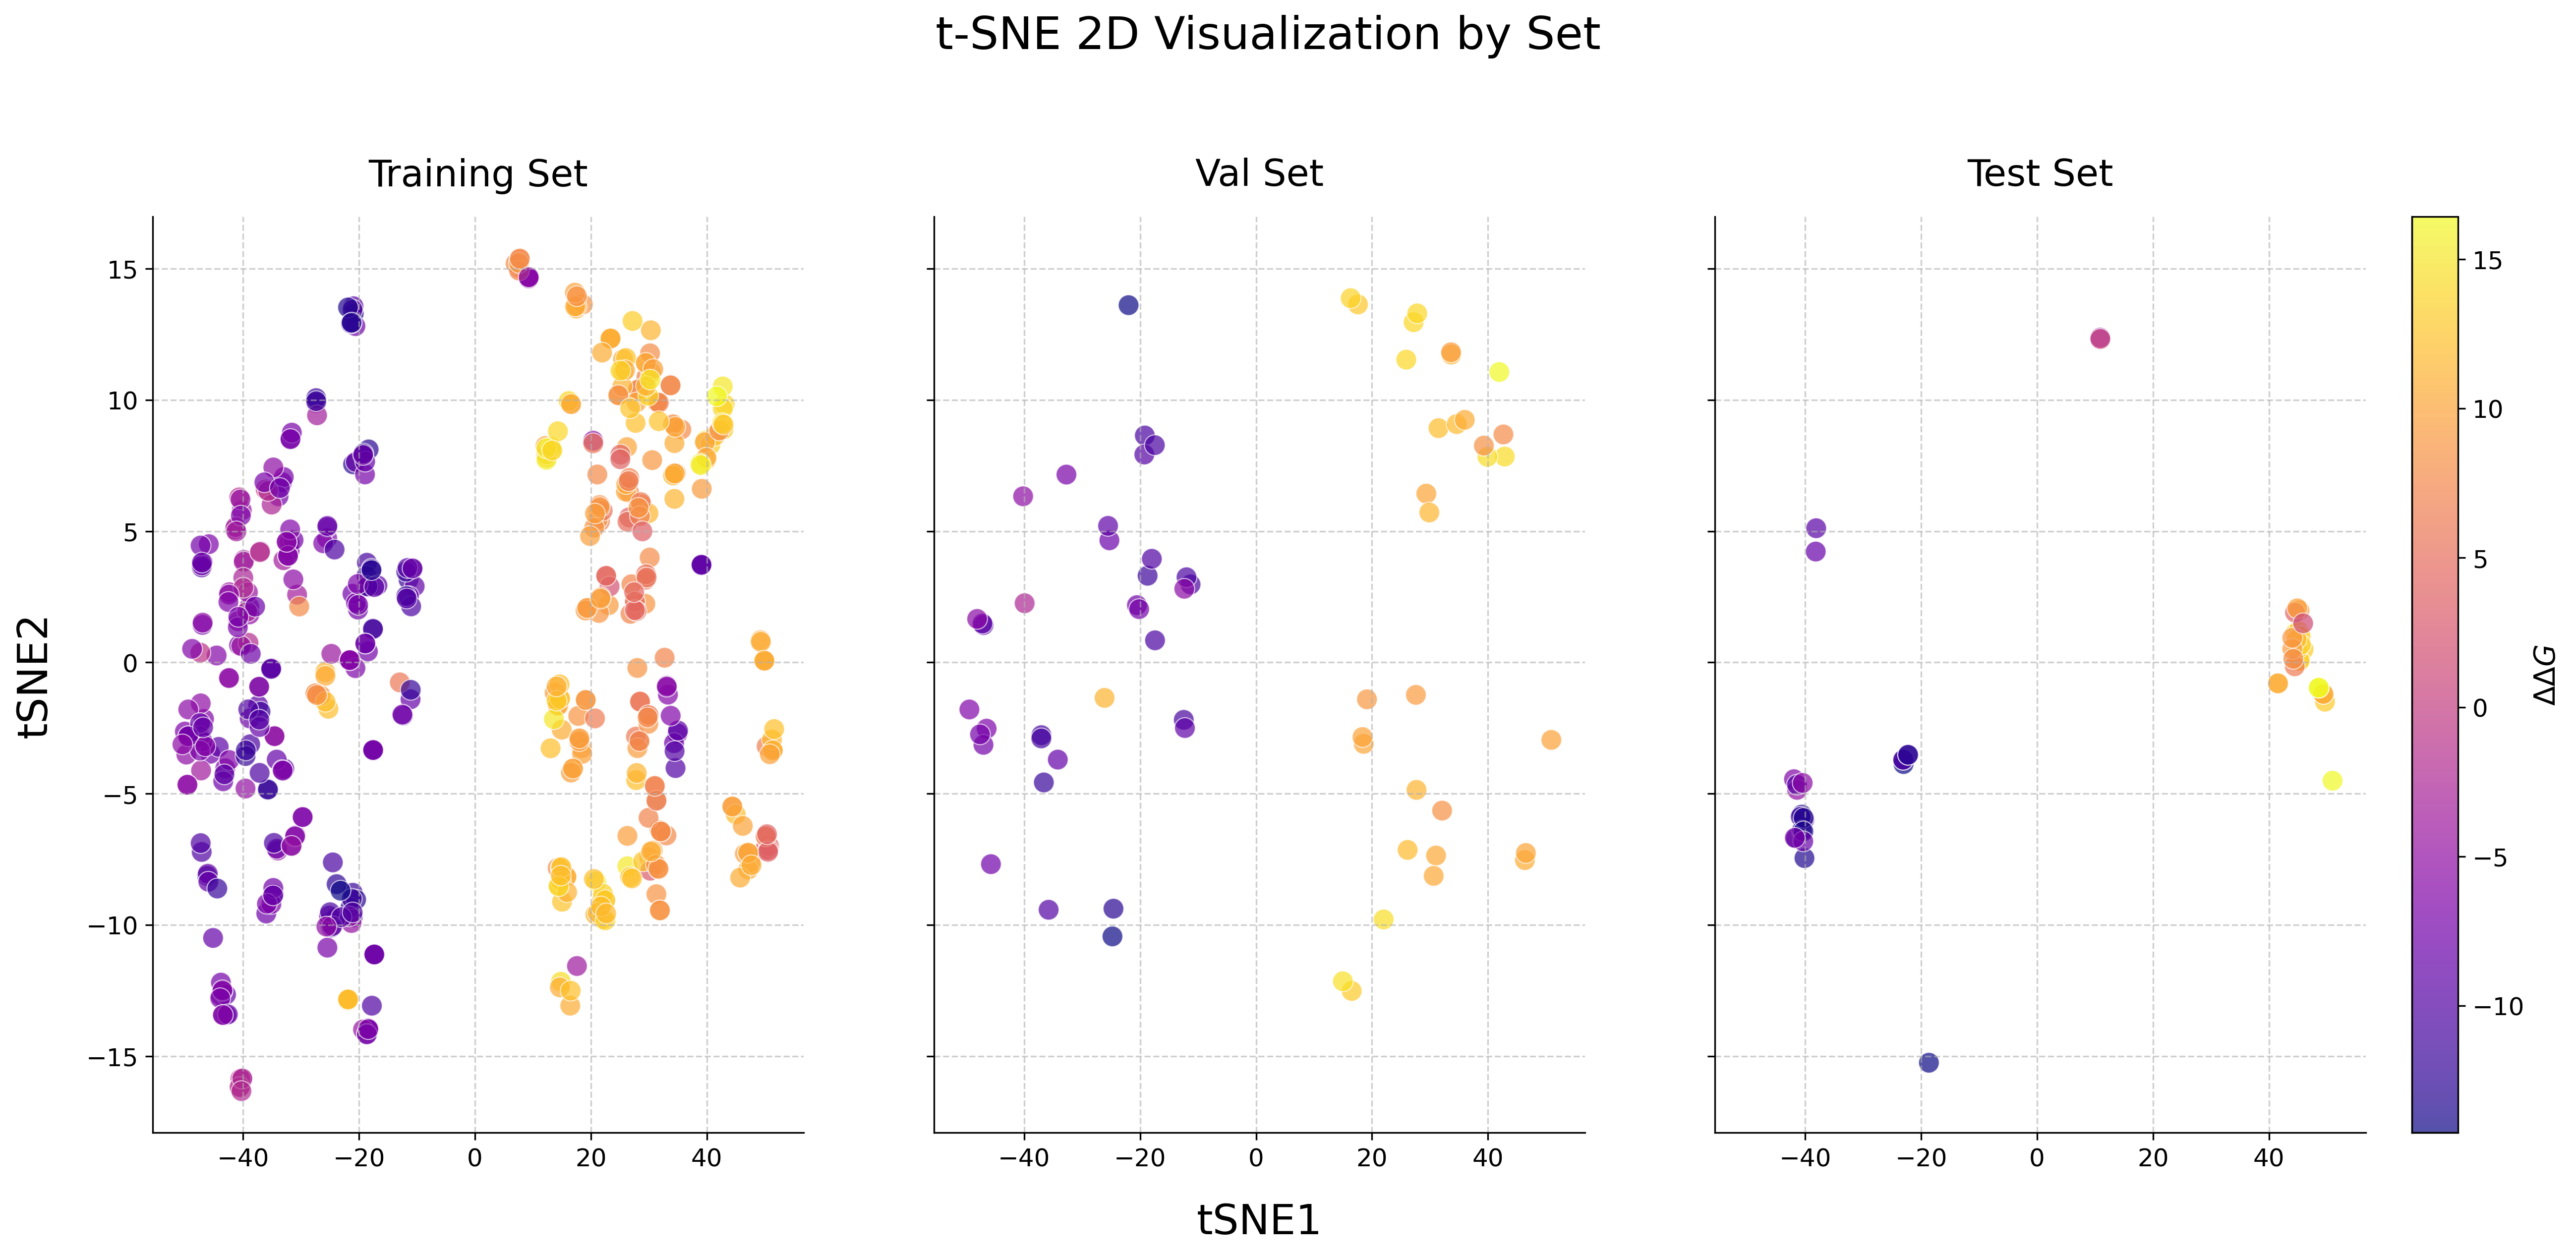 t-SNE 2D Visualization by Set
Training Set
Val Set
Test Set
tSNE2
15
10
5
0
−5
−10
−15
−40 −20 0 20 40
−40 −20 0 20 40
−40 −20 0 20 40
15
10
5
0
−5
−10
ΔΔG
tSNE1